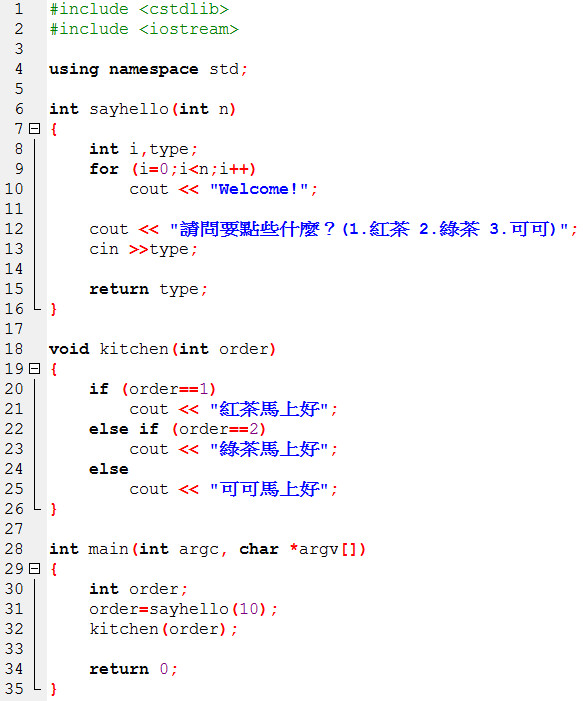 1 #include <cstdlib>
2 #include <iostream>
3
4 using namespace std;
5
6 int sayhello(int n)
7 {
8 int i,type;
9 for (i=0;i<n;i++)
10 cout << "Welcome!";
11
12 cout << "請問要點些什麼？(1.紅茶 2.綠茶 3.可可)";
13 cin >>type;
14
15 return type;
16 }
17
18 void kitchen(int order)
19 {
20 if (order==1)
21 cout << "紅茶馬上好";
22 else if (order==2)
23 cout << "綠茶馬上好";
24 else
25 cout << "可可馬上好";
26 }
27
28 int main(int argc, char *argv[])
29 {
30 int order;
31 order=sayhello(10);
32 kitchen(order);
33
34 return 0;
35 }